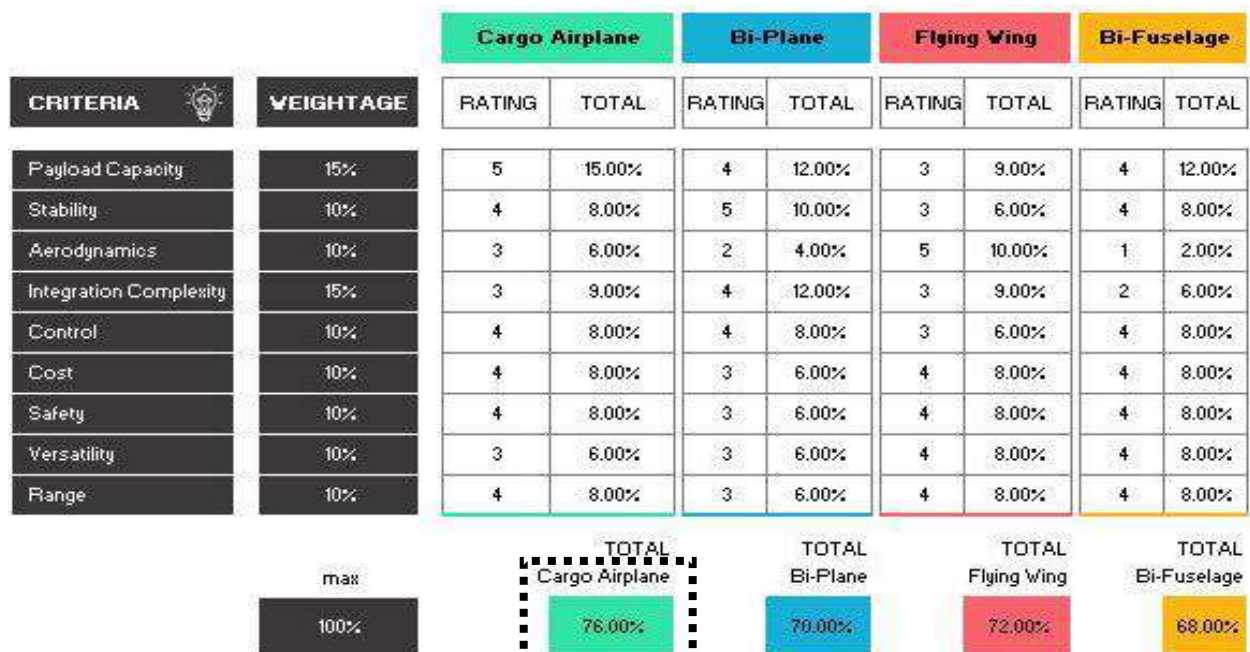 Cargo Airplane Bi-Plane Flying Wing Bi-Fuselage
CRITERIA WEIGHTAGE RATING TOTAL RATING TOTAL RATING TOTAL RATING TOTAL
Payload Capacity 15% 5 15.00% 4 12.00% 3 9.00% 4 12.00%
Stability 10% 4 8.00% 5 10.00% 3 6.00% 4 8.00%
Aerodynamics 10% 3 6.00% 2 4.00% 5 10.00% 1 2.00%
Integration Complexity 15% 3 9.00% 4 12.00% 3 9.00% 2 6.00%
Control 10% 4 8.00% 4 8.00% 3 6.00% 4 8.00%
Cost 10% 4 8.00% 3 6.00% 4 8.00% 4 8.00%
Safety 10% 4 8.00% 3 6.00% 4 8.00% 4 8.00%
Versatility 10% 3 6.00% 3 6.00% 4 8.00% 4 8.00%
Range 10% 4 8.00% 3 6.00% 4 8.00% 4 8.00%
TOTAL TOTAL TOTAL TOTAL
max Cargo Airplane Bi-Plane Flying Wing Bi-Fuselage
100% 76.00% 70.00% 72.00% 68.00%